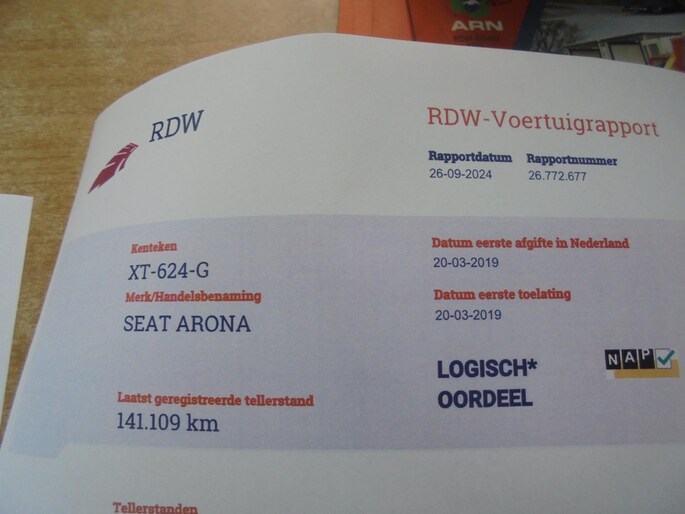 ARN
RDW
RDW-Voertuigrapport
Rapportdatum Rapportnummer
26-09-2024 26.772.677
Kenteken
XT-624-G
Merk/Handelsbenaming
SEAT ARONA
Datum eerste afgifte in Nederland
20-03-2019
Datum eerste toelating
20-03-2019
LOGISCH*
OORDEEL
NAP
Laatst geregistreerde tellerstand
141.109 km
Tellerstanden